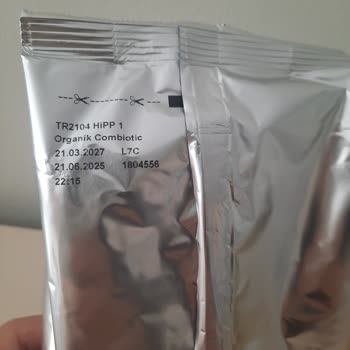 TR2104 HiPP 1
Organik Combiotic
21.03.2027 L7C
21.06.2025 1804556
22:15